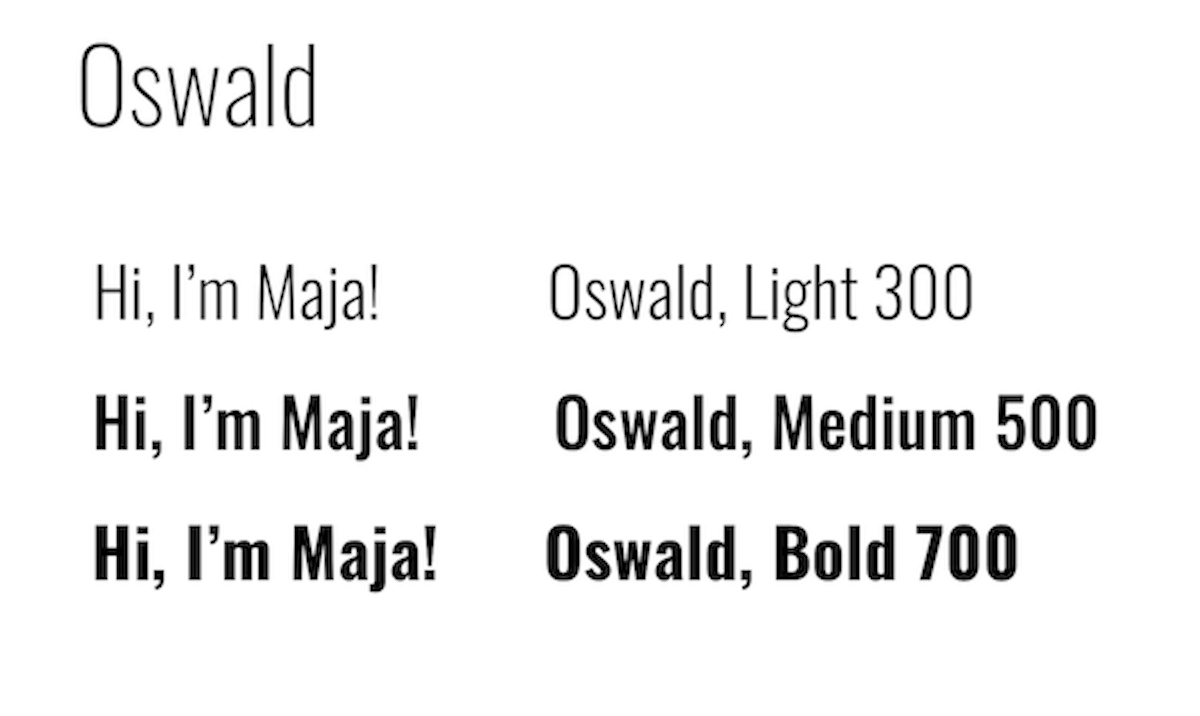 Oswald
Hi, I’m Maja! Oswald, Light 300
Hi, I’m Maja! Oswald, Medium 500
Hi, I’m Maja! Oswald, Bold 700